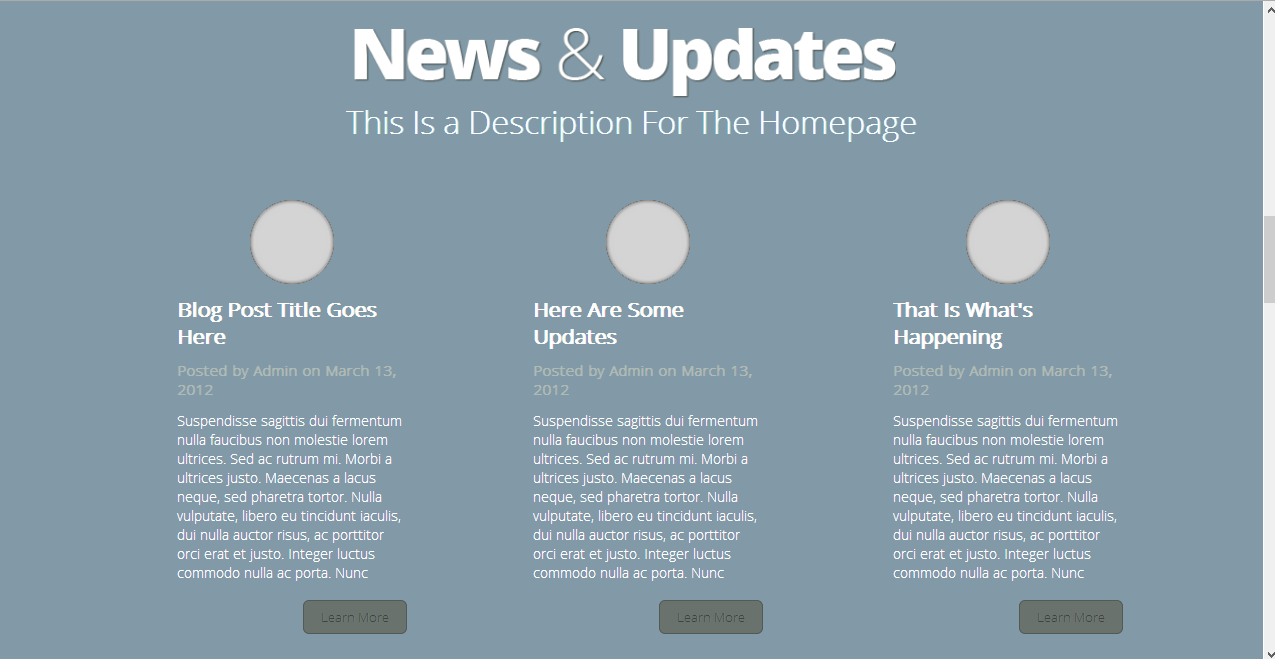 News & Updates
This Is a Description For The Homepage
Blog Post Title Goes
Here
Posted by Admin on March 13,
2012
Suspendisse sagittis dui fermentum
nulla faucibus non molestie lorem
ultrices. Sed ac rutrum mi. Morbi a
ultrices justo. Maecenas a lacus
neque, sed pharetra tortor. Nulla
vulputate, libero eu tincidunt iaculis,
dui nulla auctor risus, ac porttitor
orci erat et justo. Integer luctus
commodo nulla ac porta. Nunc
Learn More
Here Are Some
Updates
Posted by Admin on March 13,
2012
Suspendisse sagittis dui fermentum
nulla faucibus non molestie lorem
ultrices. Sed ac rutrum mi. Morbi a
ultrices justo. Maecenas a lacus
neque, sed pharetra tortor. Nulla
vulputate, libero eu tincidunt iaculis,
dui nulla auctor risus, ac porttitor
orci erat et justo. Integer luctus
commodo nulla ac porta. Nunc
Learn More
That Is What's
Happening
Posted by Admin on March 13,
2012
Suspendisse sagittis dui fermentum
nulla faucibus non molestie lorem
ultrices. Sed ac rutrum mi. Morbi a
ultrices justo. Maecenas a lacus
neque, sed pharetra tortor. Nulla
vulputate, libero eu tincidunt iaculis,
dui nulla auctor risus, ac porttitor
orci erat et justo. Integer luctus
commodo nulla ac porta. Nunc
Learn More